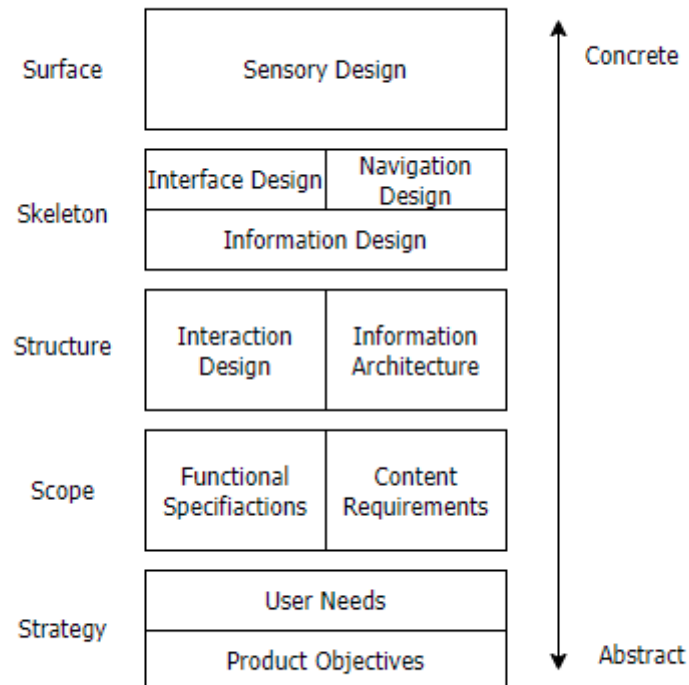 Surface
Sensory Design
Concrete
Interface Design
Navigation
Design
Skeleton
Information Design
Structure
Interaction
Design
Information
Architecture
Scope
Functional
Specifiactions
Content
Requirements
User Needs
Strategy
Product Objectives
Abstract